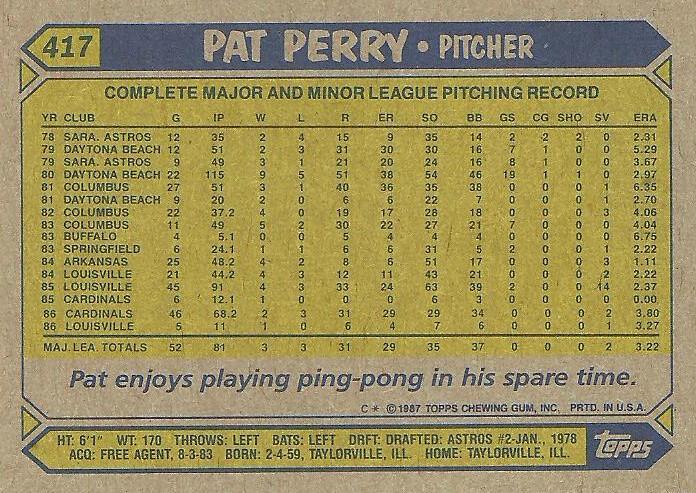 417
PAT PERRY • PITCHER
COMPLETE MAJOR AND MINOR LEAGUE PITCHING RECORD
YR CLUB G IP W L R ER SO BB GS CG SHO SV ERA
78 SARA. ASTROS 12 35 2 4 15 9 35 14 2 2 2 0 2.31
79 DAYTONA BEACH 12 51 2 3 31 30 30 16 7 1 0 0 5.29
79 SARA. ASTROS 9 49 3 1 21 20 24 16 8 1 0 0 3.67
80 DAYTONA BEACH 22 115 9 5 51 38 54 46 19 1 1 0 2.97
81 COLUMBUS 27 51 3 1 40 36 35 38 0 0 0 1 6.35
81 DAYTONA BEACH 9 20 2 0 6 6 22 7 0 0 0 1 2.70
82 COLUMBUS 22 37.2 4 0 19 17 28 18 0 0 0 3 4.06
83 COLUMBUS 11 49 5 2 30 22 27 21 7 0 0 0 4.04
83 BUFFALO 4 5.1 0 0 5 4 4 4 0 0 0 0 6.75
83 SPRINGFIELD 6 24.1 1 1 6 6 31 5 2 0 0 1 2.22
84 ARKANSAS 25 48.2 4 2 8 6 51 17 0 0 0 3 1.11
84 LOUISVILLE 21 44.2 4 3 12 11 43 21 0 0 0 2 2.22
85 LOUISVILLE 45 91 4 3 33 24 63 39 2 0 0 14 2.37
85 CARDINALS 6 12.1 1 0 0 0 6 3 0 0 0 0 0.00
86 CARDINALS 46 68.2 2 3 31 29 29 34 0 0 0 2 3.80
86 LOUISVILLE 5 11 1 0 6 4 7 6 0 0 0 1 3.27
MAJ. LEA. TOTALS 52 81 3 3 31 29 35 37 0 0 0 2 3.22
Pat enjoys playing ping-pong in his spare time.
C* ©1987 TOPPS CHEWING GUM, INC. PRTD. IN U.S.A.
HT: 6'1" WT: 170 THROWS: LEFT BATS: LEFT DRFT: DRAFTED: ASTROS #2-JAN., 1978
ACQ: FREE AGENT, 8-3-83 BORN: 2-4-59, TAYLORVILLE, ILL. HOME: TAYLORVILLE, ILL.
topps